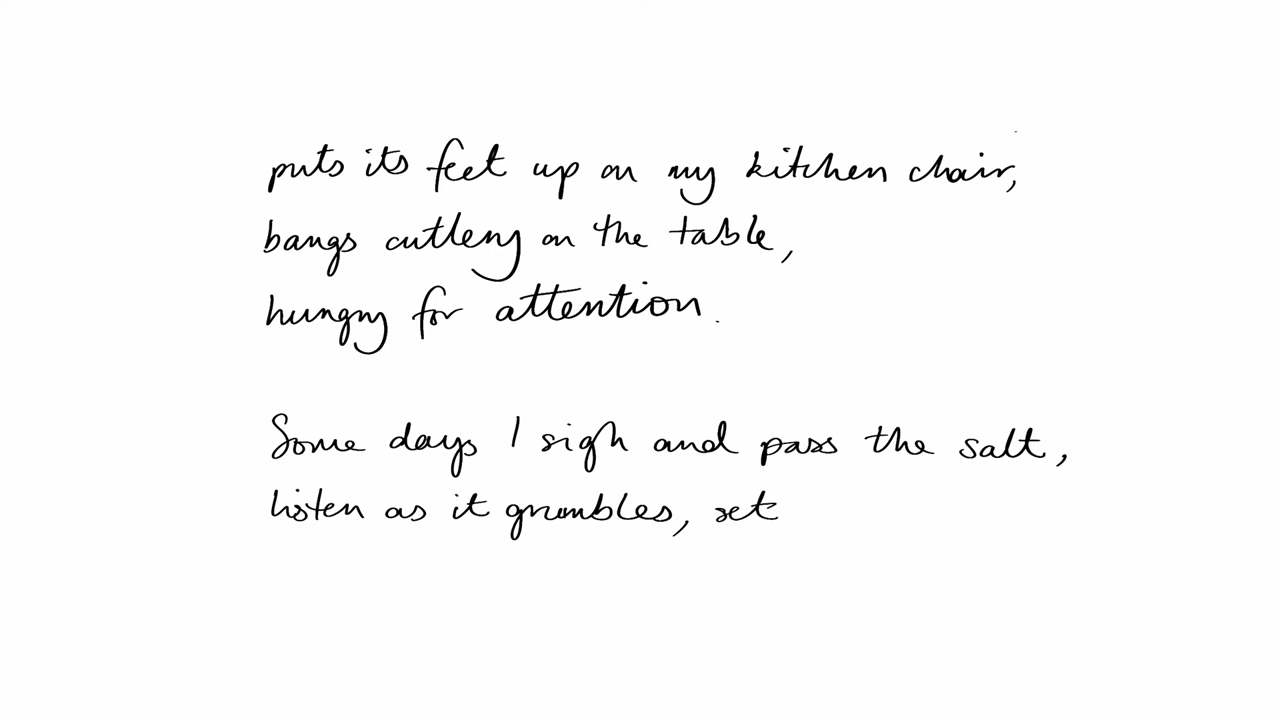 puts its feet up on my kitchen chair,
bangs cutlery on the table,
hungry for attention.
Some days I sigh and pass the salt,
listen as it grumbles, set